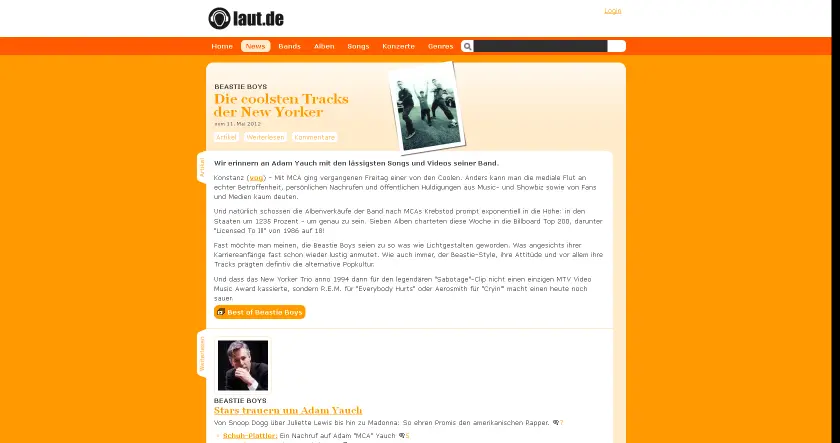 laut.de
Login
Home News Bands Alben Songs Konzerte Genres
BEASTIE BOYS
Die coolsten Tracks
der New Yorker
vom 11. Mai 2012
Artikel Weiterlesen Kommentare
Artikel
Wir erinnern an Adam Yauch mit den lässigsten Songs und Videos seiner Band.
Konstanz (vng) - Mit MCA ging vergangenen Freitag einer von den Coolen. Anders kann man die mediale Flut an
echter Betroffenheit, persönlichen Nachrufen und öffentlichen Huldigungen aus Music- und Showbiz sowie von Fans
und Medien kaum deuten.
Und natürlich schossen die Albenverkäufe der Band nach MCAs Krebstod prompt exponentiell in die Höhe: in den
Staaten um 1235 Prozent - um genau zu sein. Sieben Alben charteten diese Woche in die Billboard Top 200, darunter
"Licensed To Ill" von 1986 auf 18!
Fast möchte man meinen, die Beastie Boys seien zu so was wie Lichtgestalten geworden. Was angesichts ihrer
Karriereanfänge fast schon wieder lustig anmutet. Wie auch immer, der Beastie-Style, ihre Attitüde und vor allem ihre
Tracks prägten definitiv die alternative Popkultur.
Und dass das New Yorker Trio anno 1994 dann für den legendären "Sabotage"-Clip nicht einen einzigen MTV Video
Music Award kassierte, sondern R.E.M. für "Everybody Hurts" oder Aerosmith für "Cryin'" macht einen heute noch
sauer.
Best of Beastie Boys
Weiterlesen
BEASTIE BOYS
Stars trauern um Adam Yauch
Von Snoop Dogg über Juliette Lewis bis hin zu Madonna: So ehren Promis den amerikanischen Rapper. 7
Schuh-Plattler: Ein Nachruf auf Adam "MCA" Yauch 5